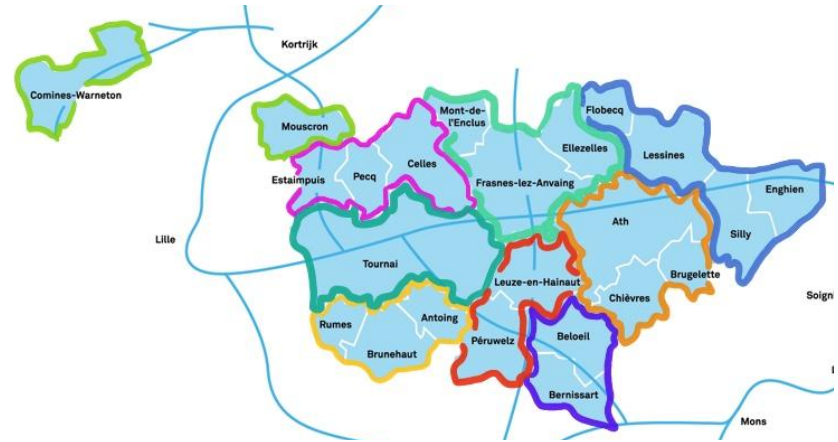 Kortrijk
Comines-Warneton
Mouscron
Mont-de-
l'Enclus
Flobecq
Ellezelles
Lessines
Celles
Pecq
Estaimpuis
Frasnes-lez-Anvaing
Enghien
Ath
Silly
Lille
Tournai
Leuze-en-Hainaut
Brugelette
Chièvres
Soign
Antoing
Rumes
Brunehaut
Péruwelz
Beloeil
Bernissart
Mons